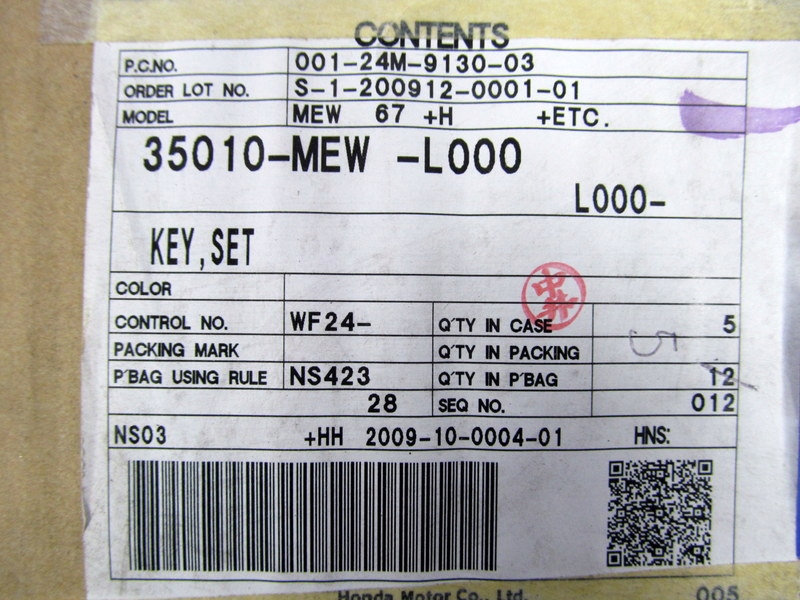 CONTENTS
P.C.NO. 001-24M-9130-03
ORDER LOT NO. S-1-200912-0001-01
MODEL MEW 67 +H +ETC.
35010-MEW -L000
L000-
KEY,SET
COLOR
CONTROL NO. WF24- Q'TY IN CASE 5
PACKING MARK Q'TY IN PACKING 5
P'BAG USING RULE NS423 Q'TY IN P'BAG 12
28 SEQ NO. 012
NS03 +HH 2009-10-0004-01 HNS:
Honda Motor Co., Ltd. 005